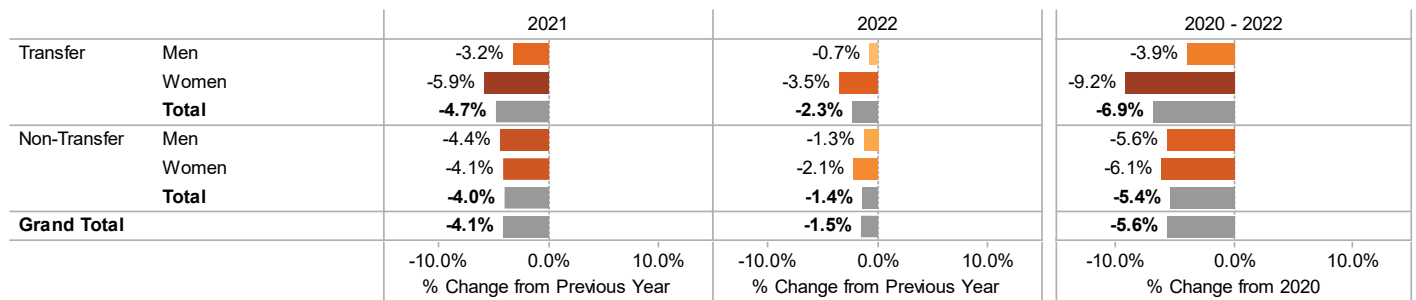 2021 2022 2020 - 2022
Transfer Men -3.2% -0.7% -3.9%
Women -5.9% -3.5% -9.2%
Total -4.7% -2.3% -6.9%
Non-Transfer Men -4.4% -1.3% -5.6%
Women -4.1% -2.1% -6.1%
Total -4.0% -1.4% -5.4%
Grand Total -4.1% -1.5% -5.6%
-10.0% 0.0% 10.0% -10.0% 0.0% 10.0% -10.0% 0.0% 10.0%
% Change from Previous Year % Change from Previous Year % Change from 2020